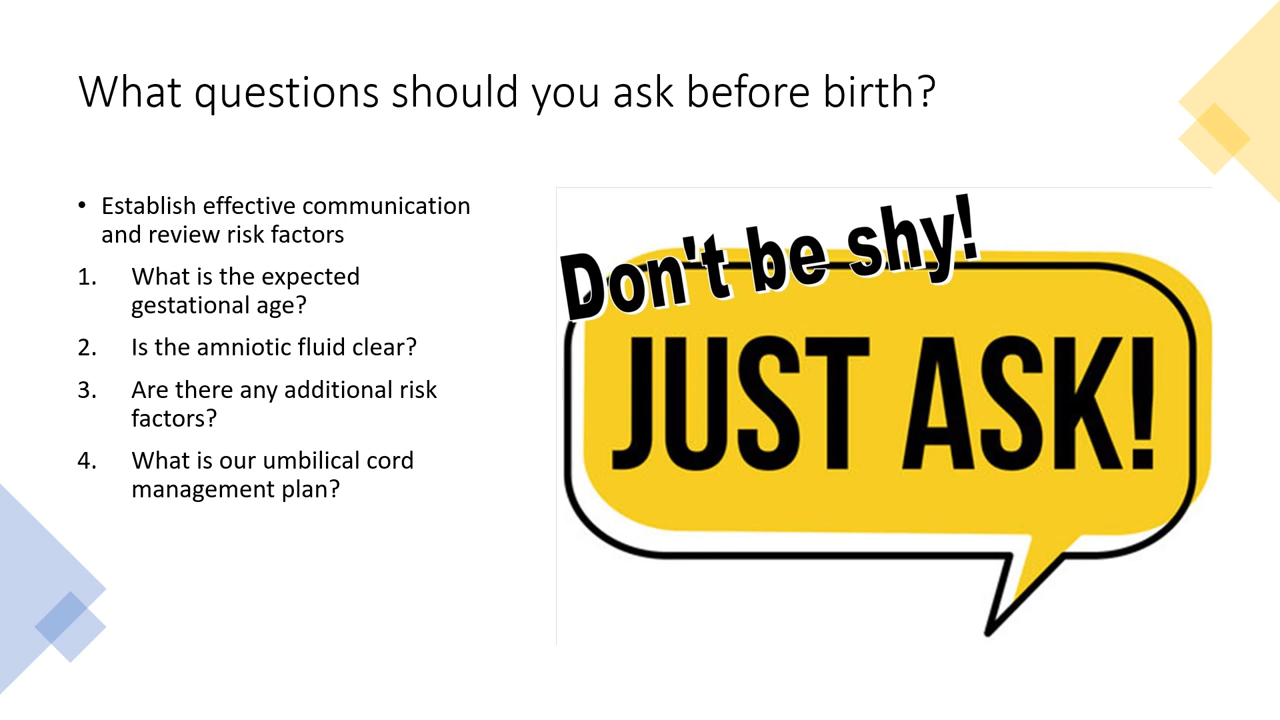 What questions should you ask before birth?
• Establish effective communication
and review risk factors
1. What is the expected
gestational age?
2. Is the amniotic fluid clear?
3. Are there any additional risk
factors?
4. What is our umbilical cord
management plan?
Don't be shy!
JUST ASK!